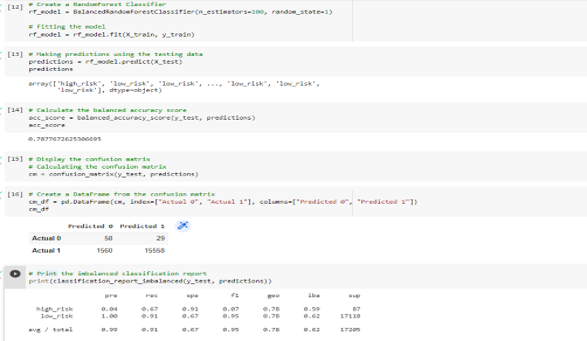 [12] # Create a RandomForest Classifier
rf_model = BalancedRandomForestClassifier(n_estimators=100, random_state=1)
# Fitting the model
rf_model = rf_model.fit(X_train, y_train)
[13] # Making predictions using the testing data
predictions = rf_model.predict(X_test)
predictions
array(['high_risk', 'low_risk', 'low_risk', ..., 'low_risk', 'low_risk',
'low_risk'], dtype=object)
[14] # Calculate the balanced accuracy score
acc_score = balanced_accuracy_score(y_test, predictions)
acc_score
[15] # Display the confusion matrix
# Calculating the confusion matrix
cm = confusion_matrix(y_test, predictions)
[16] # Create a DataFrame from the confusion matrix
cm_df = pd.DataFrame(cm, index=["Actual 0", "Actual 1"], columns=["Predicted 0", "Predicted 1"])
cm_df
Predicted 0 Predicted 1
Actual 0 58 29
Actual 1 1560 15558
# Print the imbalanced classification report
print(classification_report_imbalanced(y_test, predictions))
pre rec spe f1 geo iba sup
high_risk 0.04 0.67 0.91 0.07 0.78 0.59 87
low_risk 1.00 0.91 0.67 0.95 0.78 0.62 17118
avg / total 0.99 0.91 0.67 0.95 0.78 0.62 17205